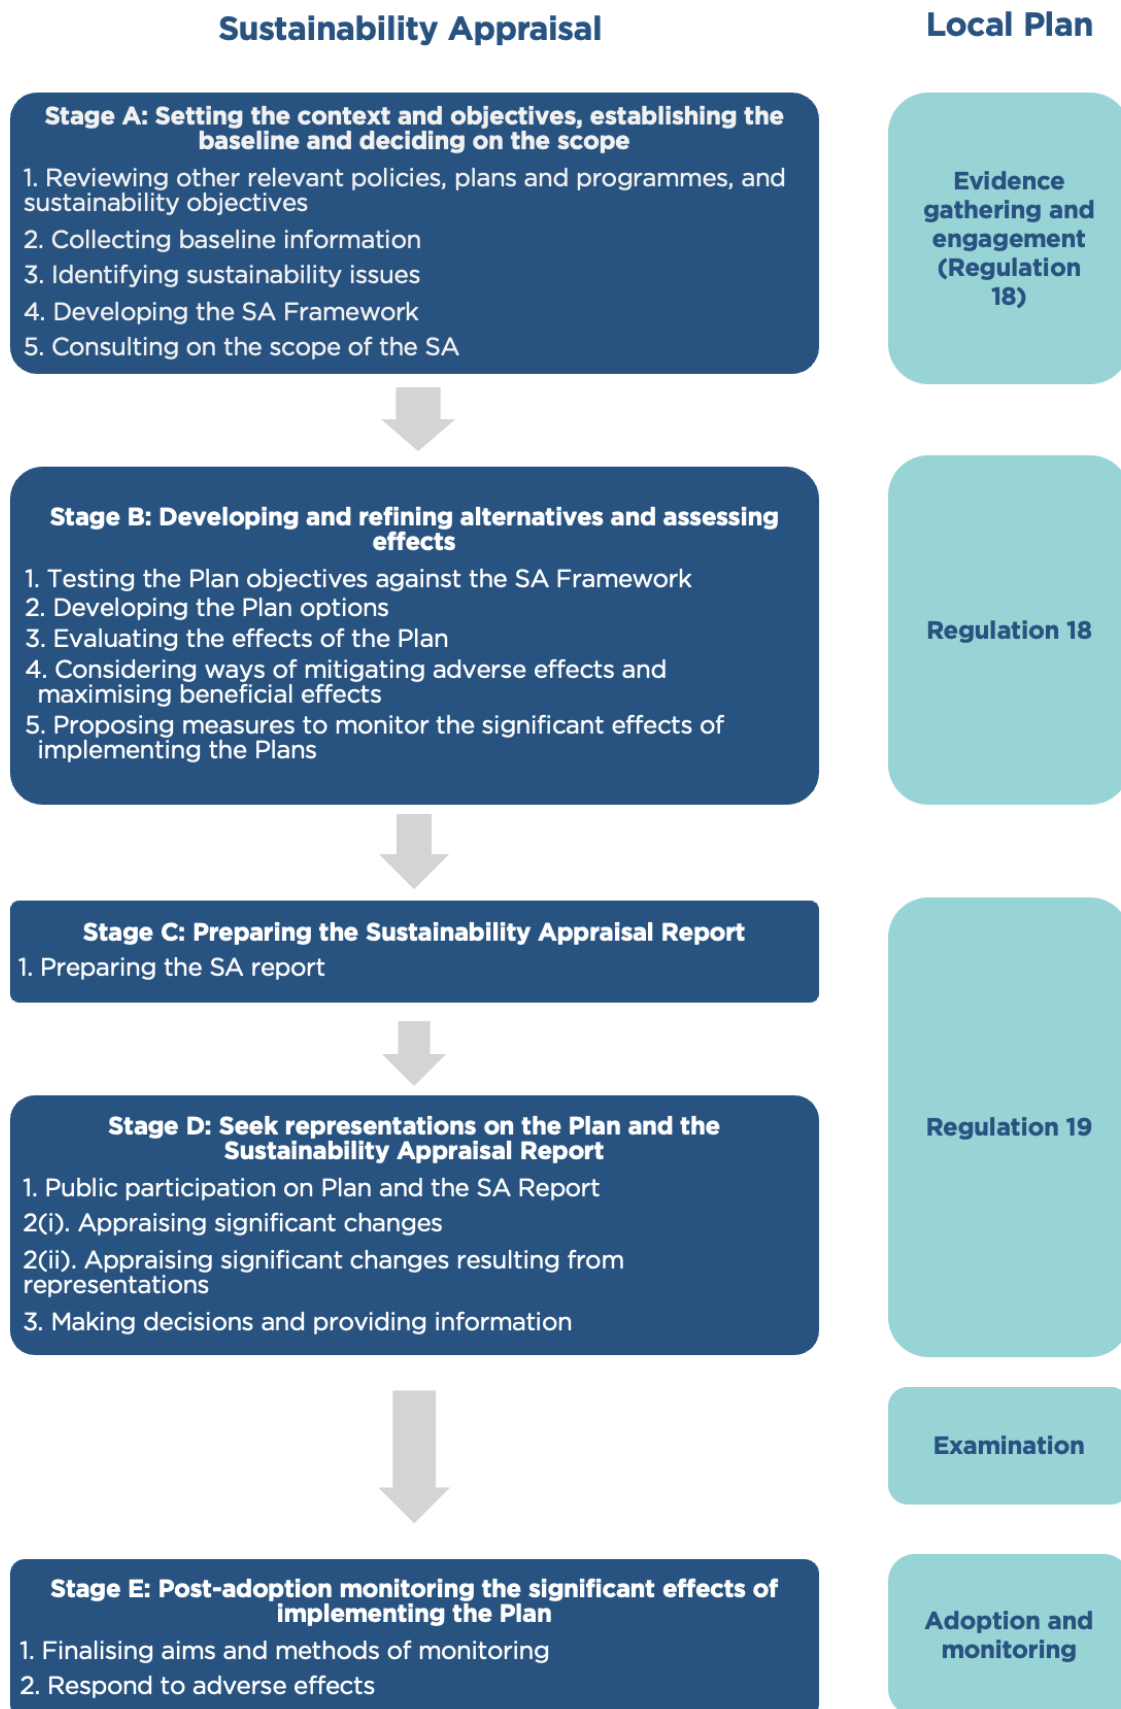 Sustainability Appraisal
Local Plan
Stage A: Setting the context and objectives, establishing the
baseline and deciding on the scope
1. Reviewing other relevant policies, plans and programmes, and
sustainability objectives
2. Collecting baseline information
3. Identifying sustainability issues
4. Developing the SA Framework
5. Consulting on the scope of the SA
Evidence
gathering and
engagement
(Regulation
18)
Stage B: Developing and refining alternatives and assessing
effects
1. Testing the Plan objectives against the SA Framework
2. Developing the Plan options
3. Evaluating the effects of the Plan
4. Considering ways of mitigating adverse effects and
maximising beneficial effects
5. Proposing measures to monitor the significant effects of
implementing the Plans
Regulation 18
Stage C: Preparing the Sustainability Appraisal Report
1. Preparing the SA report
Stage D: Seek representations on the Plan and the
Sustainability Appraisal Report
1. Public participation on Plan and the SA Report
2(i). Appraising significant changes
2(ii). Appraising significant changes resulting from
representations
3. Making decisions and providing information
Regulation 19
Examination
Stage E: Post-adoption monitoring the significant effects of
implementing the Plan
1. Finalising aims and methods of monitoring
2. Respond to adverse effects
Adoption and
monitoring